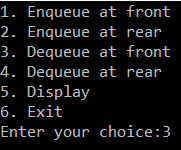 1. Enqueue at front
2. Enqueue at rear
3. Dequeue at front
4. Dequeue at rear
5. Display
6. Exit
Enter your choice:3